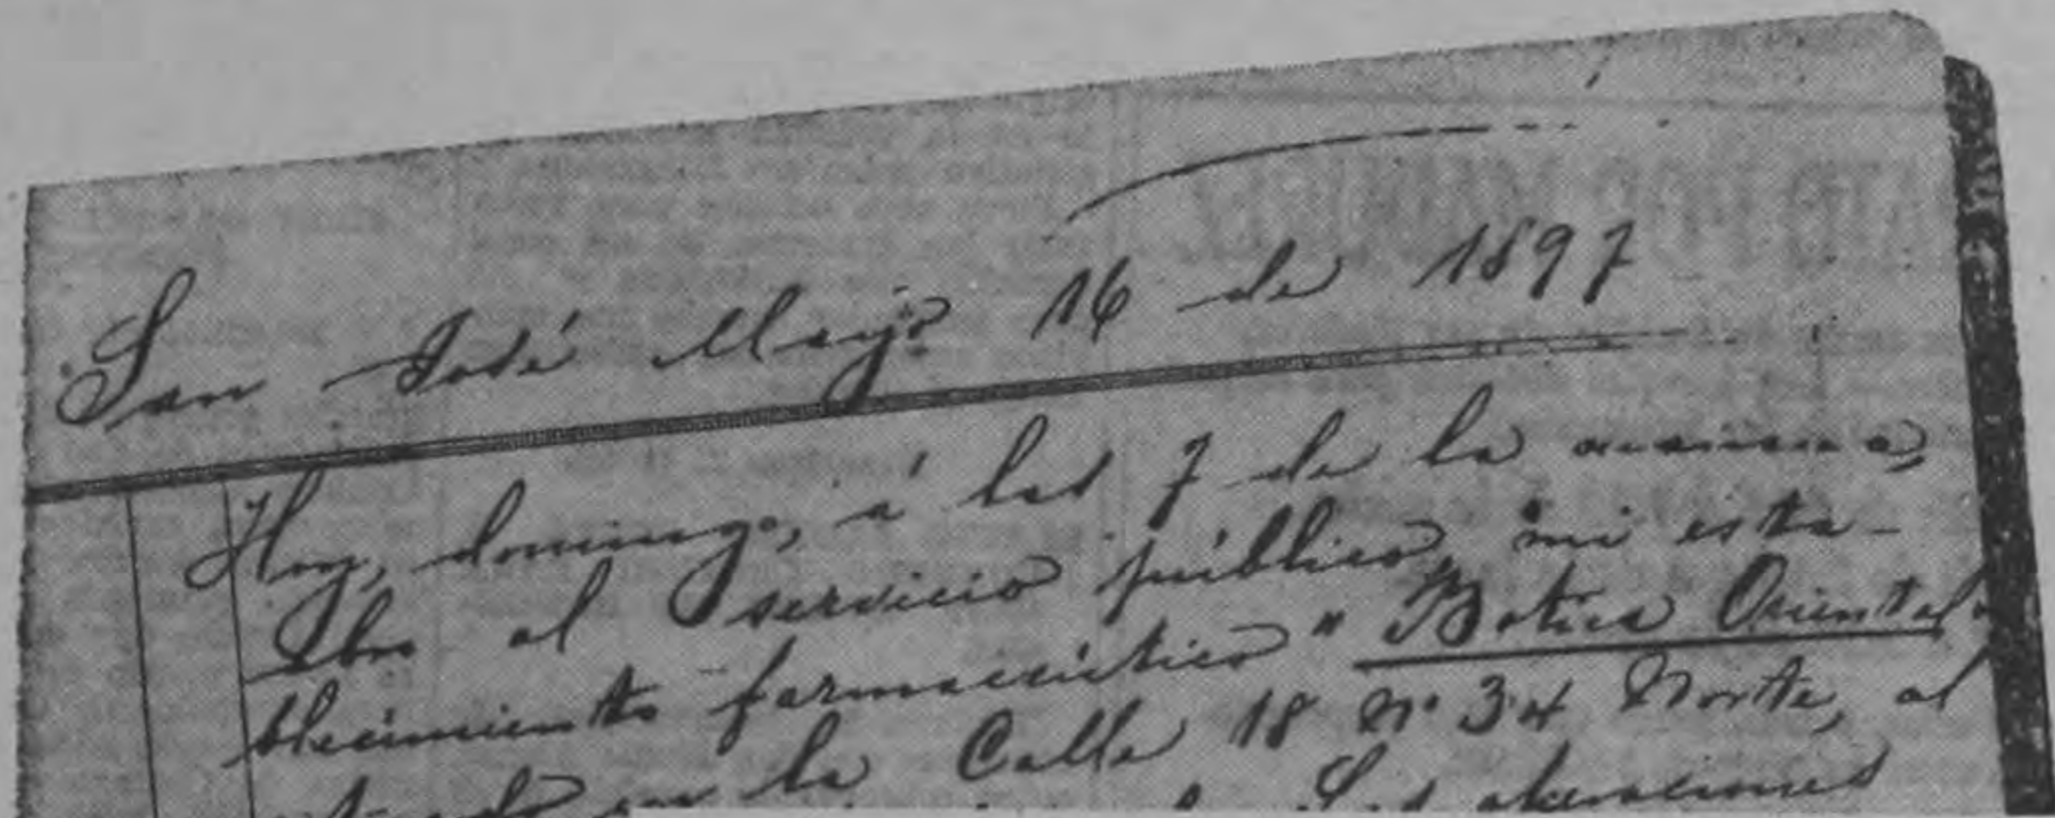 San José Mayo 16 de 1897
Hoy, domingo, á las 7 de la mañana,
abro al servicio público, mi esta-
blecimiento farmacéutico "Botica Oriental"
en la Calle 18 Nº 34 Norte, al